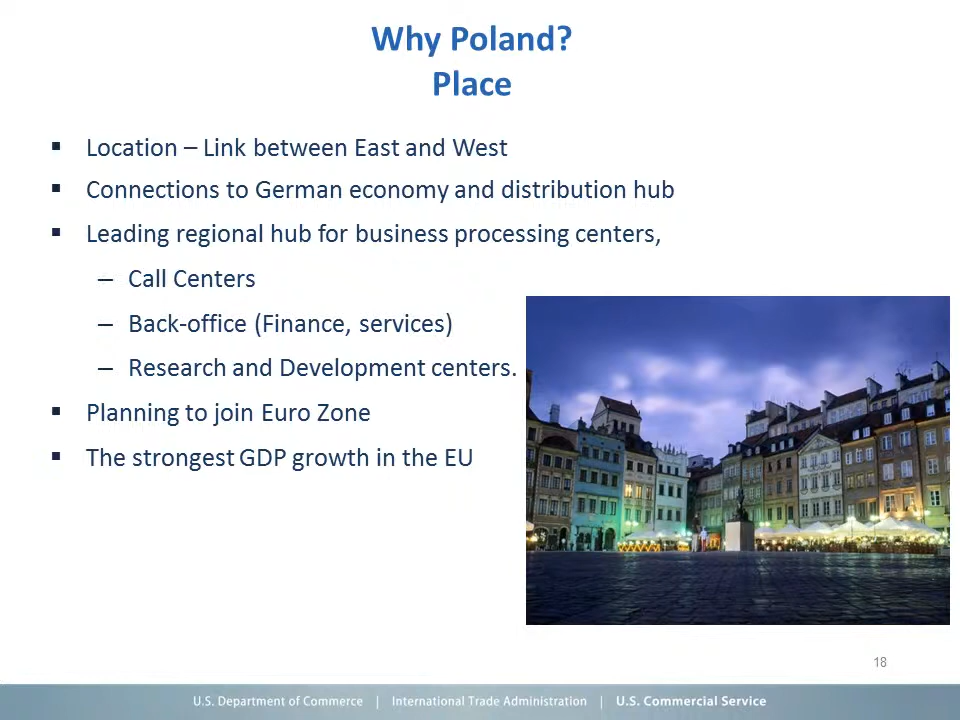 Why Poland?
Place
▪ Location – Link between East and West
▪ Connections to German economy and distribution hub
▪ Leading regional hub for business processing centers,
– Call Centers
– Back-office (Finance, services)
– Research and Development centers.
▪ Planning to join Euro Zone
▪ The strongest GDP growth in the EU
18
U.S. Department of Commerce | International Trade Administration | U.S. Commercial Service